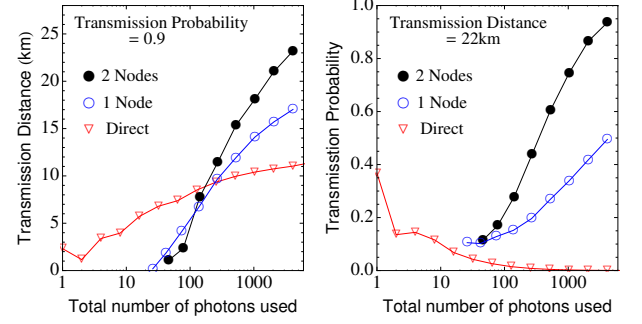 Transmission Probability
= 0.9
2 Nodes
1 Node
Direct
Transmission Distance (km)
25
20
15
10
5
0
1
10
100
1000
Total number of photons used
Transmission Distance
= 22km
2 Nodes
1 Node
Direct
Transmisstion Probability
1.0
0.8
0.6
0.4
0.2
0.0
1
10
100
1000
Total number of photons used